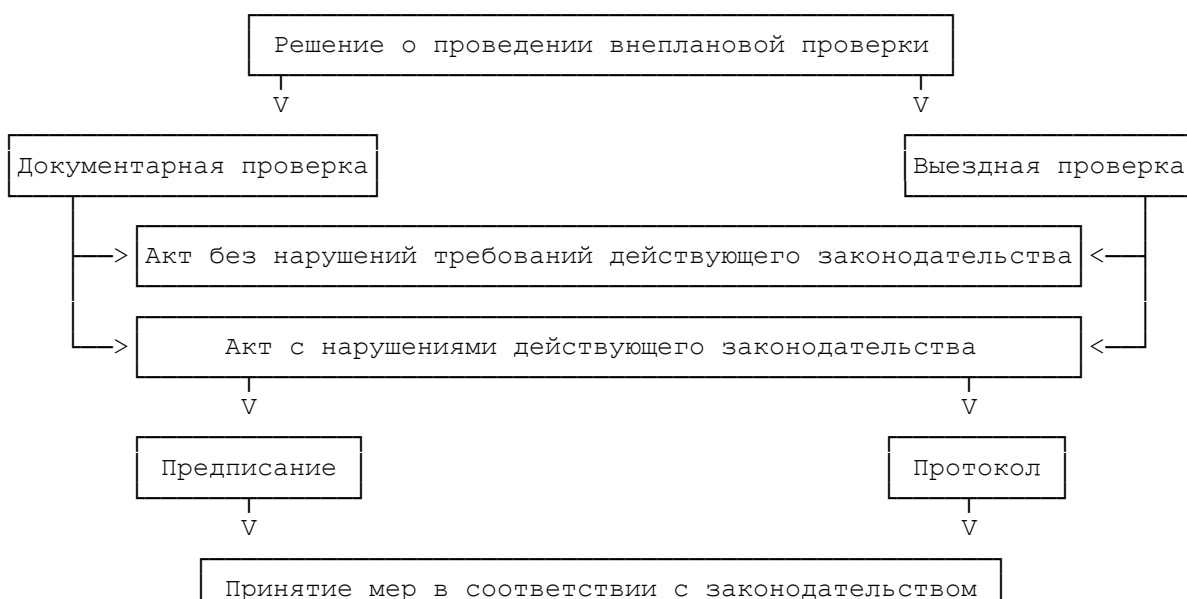 Решение о проведении внеплановой проверки
V V
Документарная проверка Выездная проверка
> Акт без нарушений требований действующего законодательства <
> Акт с нарушениями действующего законодательства <
V V
Предписание Протокол
V V
Принятие мер в соответствии с законодательством